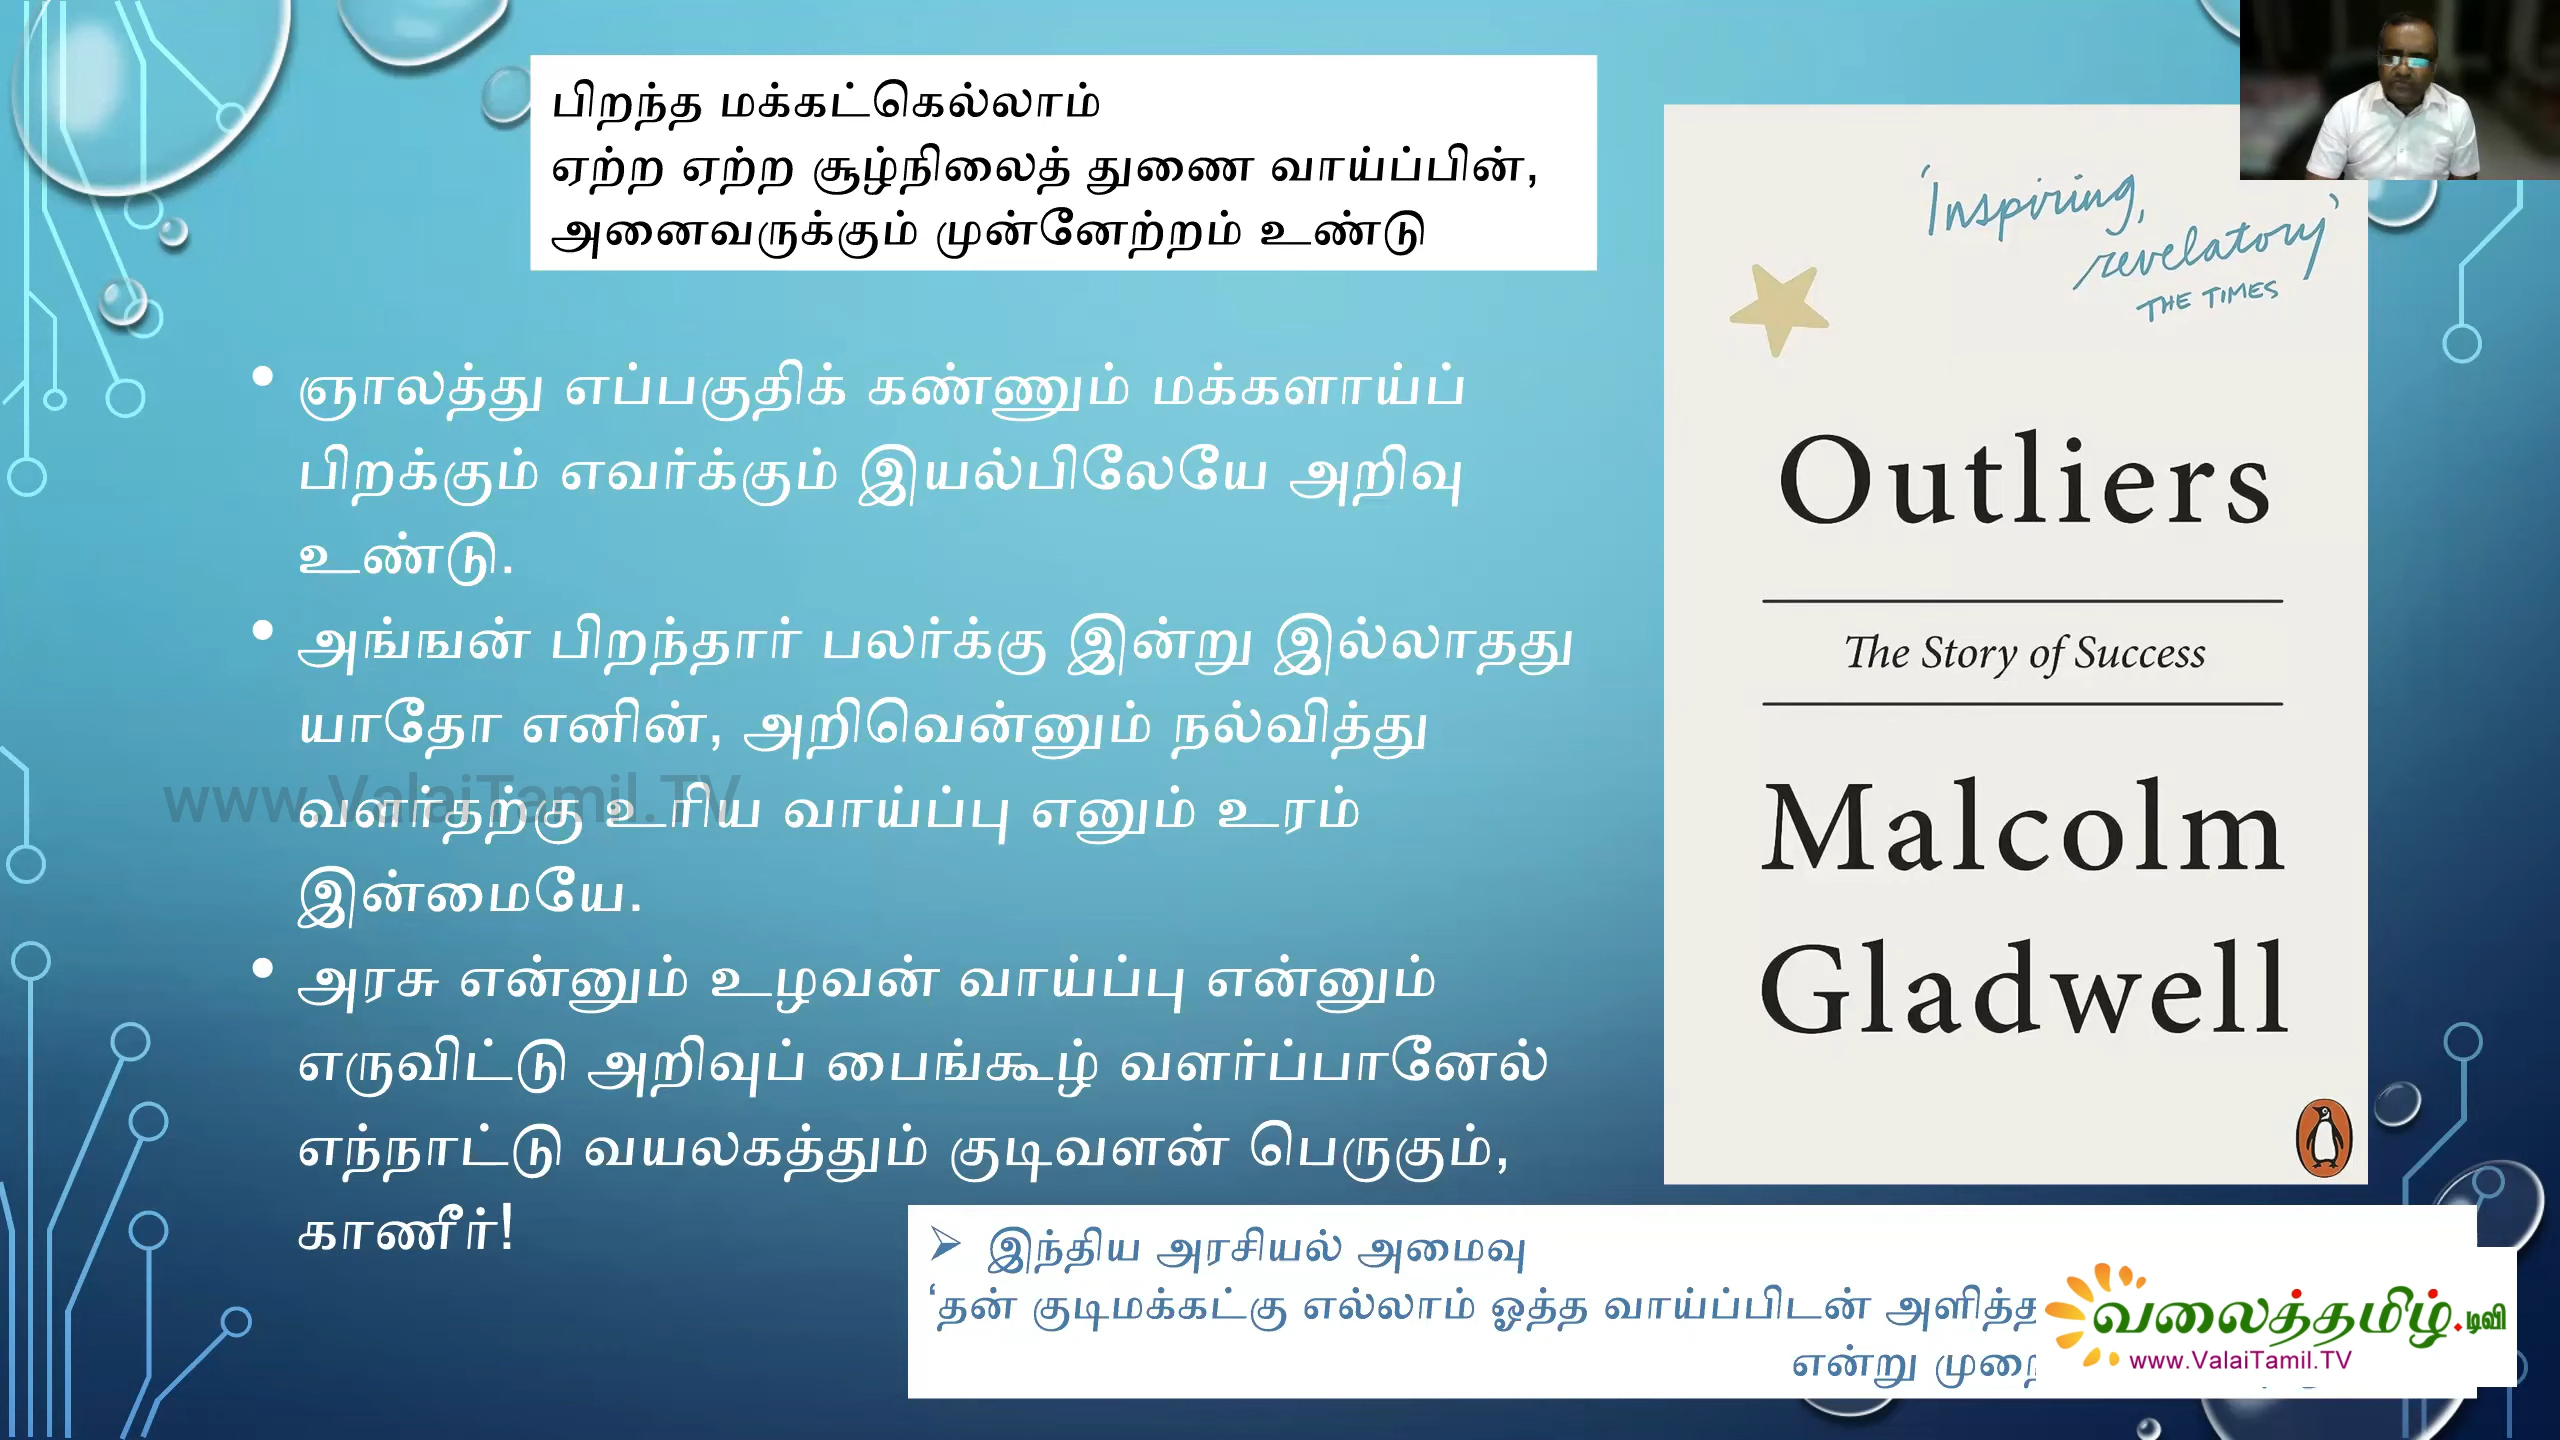 பிறந்த மக்கட்கெல்லாம்
ஏற்ற ஏற்ற சூழ்நிலைத் துணை வாய்ப்பின்,
அனைவருக்கும் முன்னேற்றம் உண்டு
• ஞாலத்து எப்பகுதிக் கண்ணும் மக்களாய்ப்
பிறக்கும் எவர்க்கும் இயல்பிலேயே அறிவு
உண்டு.
• அங்ஙன் பிறந்தார் பலர்க்கு இன்று இல்லாதது
யாதோ எனின், அறிவென்னும் நல்வித்து
வளர்தற்கு உரிய வாய்ப்பு எனும் உரம்
இன்மையே.
• அரசு என்னும் உழவன் வாய்ப்பு என்னும்
எருவிட்டு அறிவுப் பைங்கூழ் வளர்ப்பானேல்
எந்நாட்டு வயலகத்தும் குடிவளன் பெருகும்,
காணீர்!
www.ValaiTamil.TV
'Inspiring,
revelatory'
THE TIMES
Outliers
The Story of Success
Malcolm
Gladwell
➢ இந்திய அரசியல் அமைவு
‘தன் குடிமக்கட்கு எல்லாம் ஒத்த வாய்ப்பிடன்
என்று
வலைத்தமிழ்.டிவி
www.ValaiTamil.TV